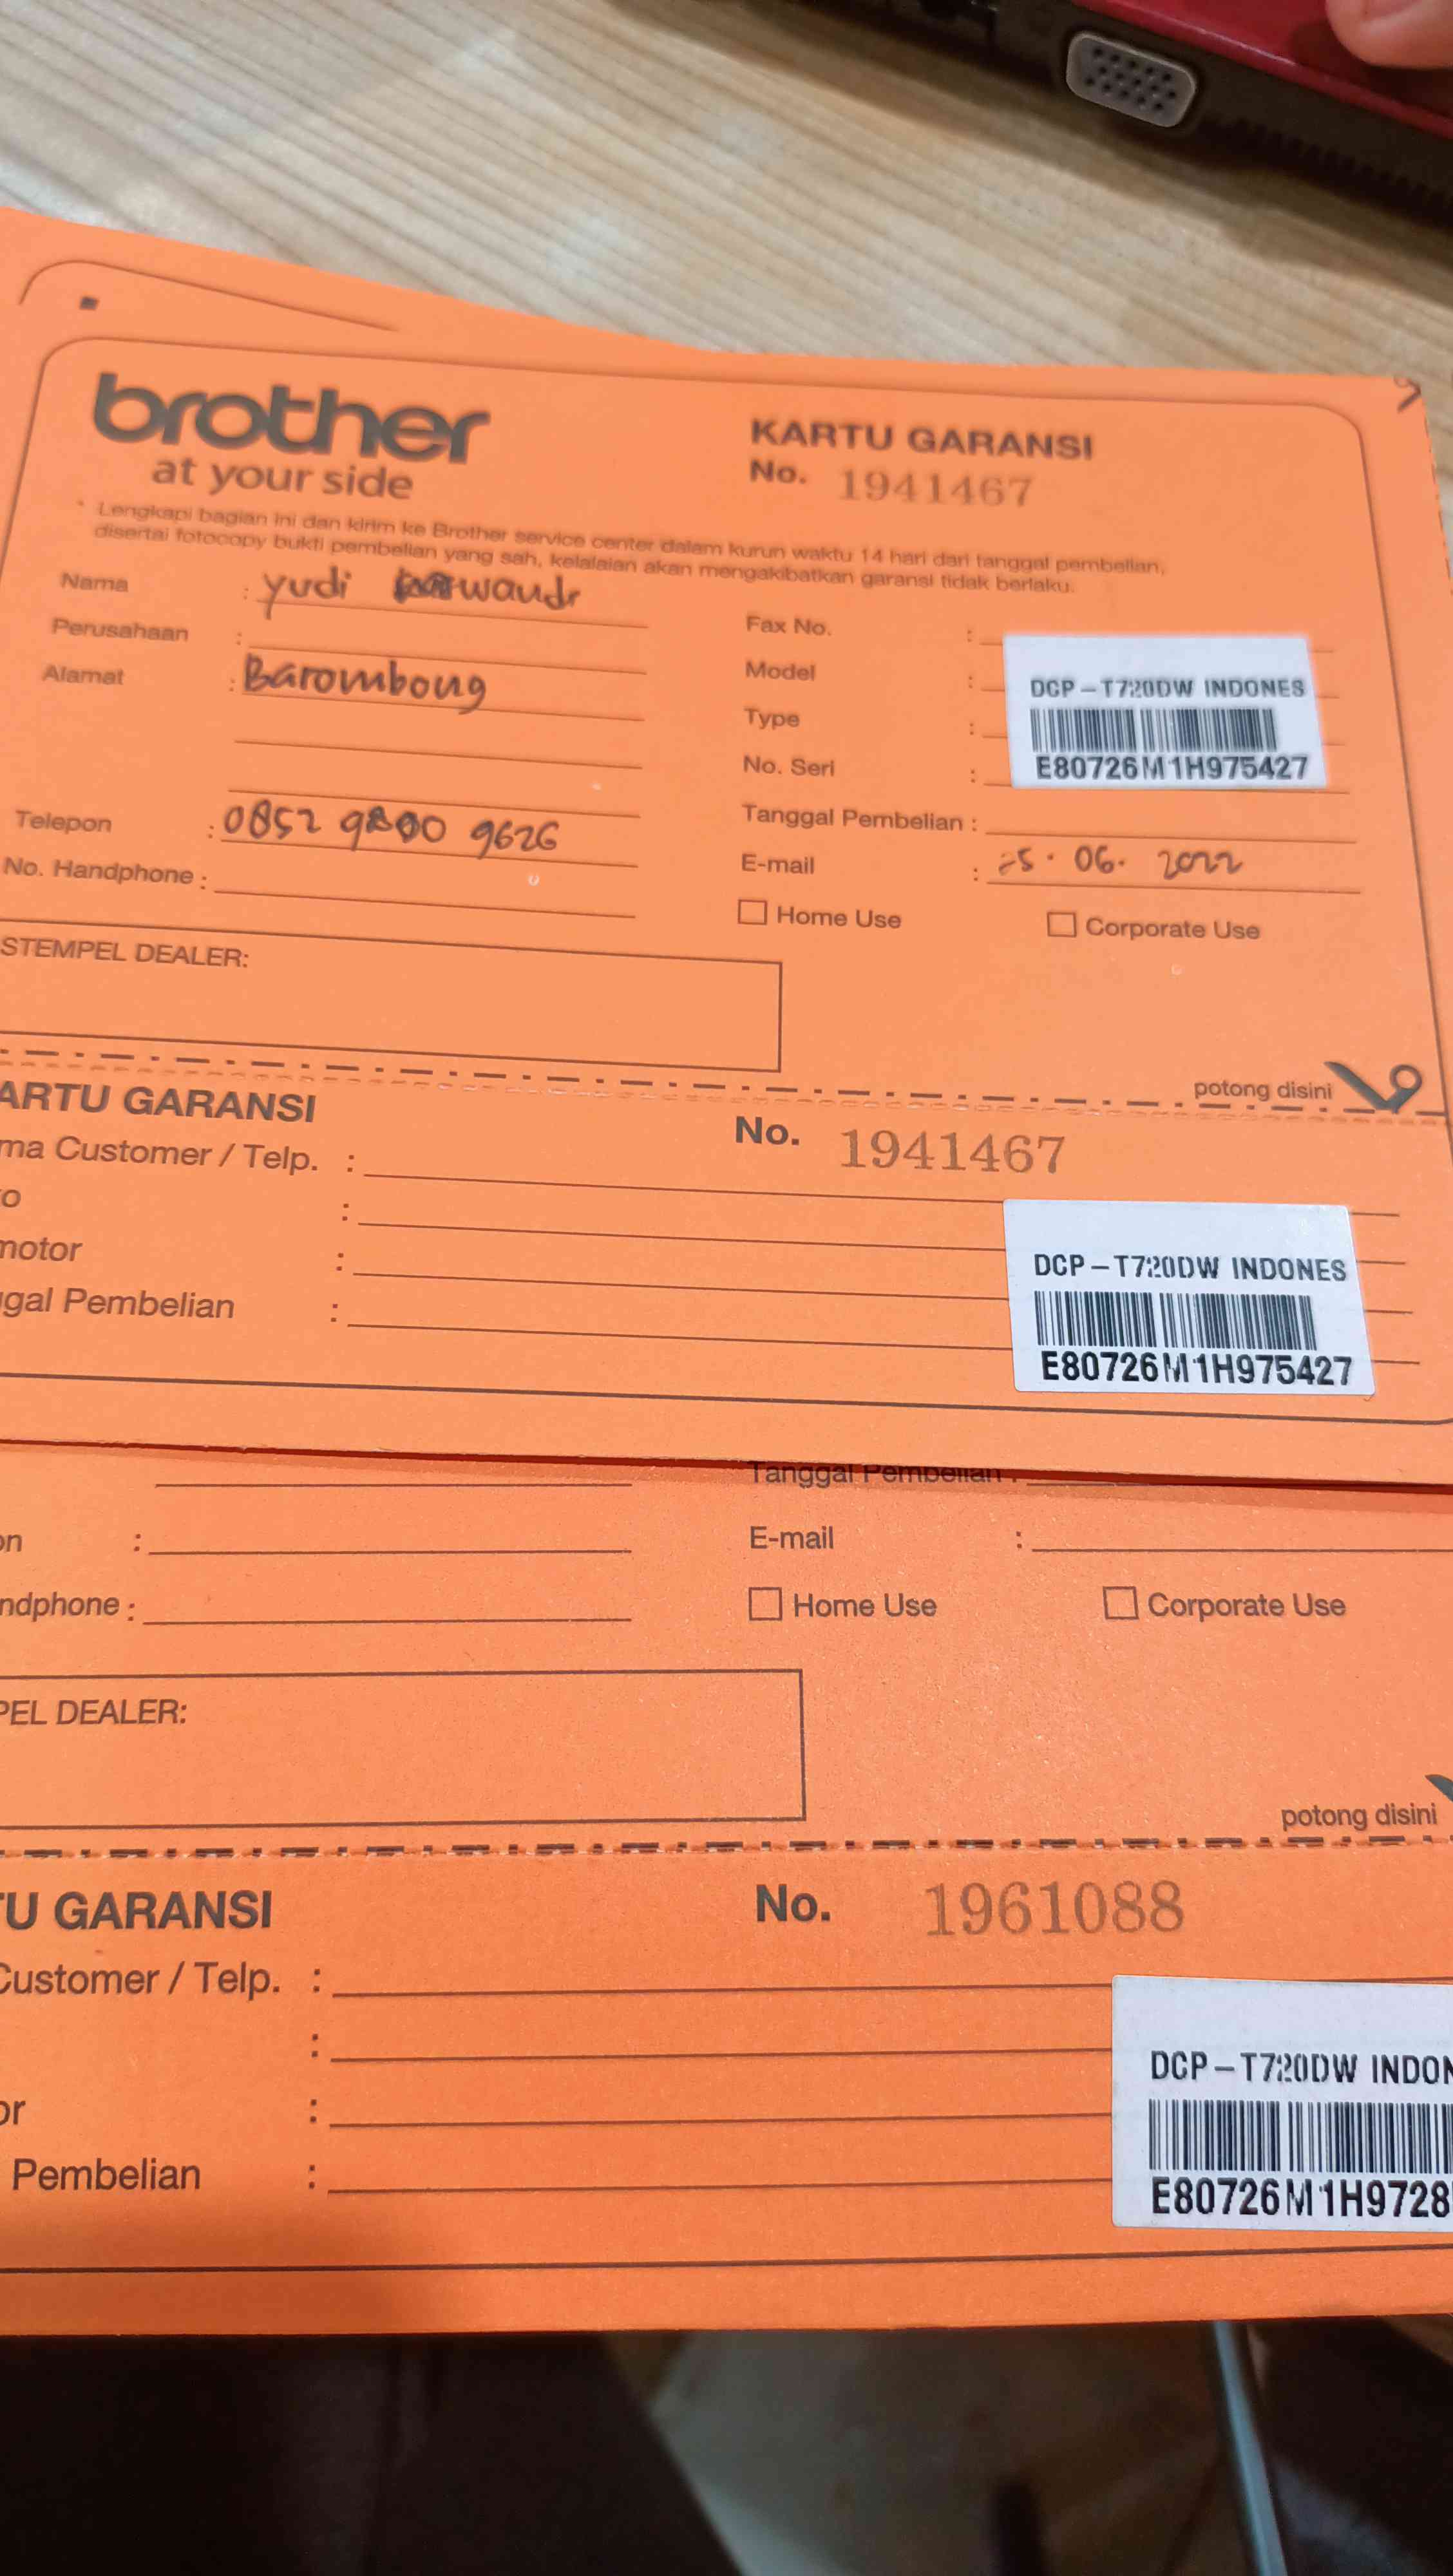 brother
at your side
KARTU GARANSI
No. 1941467
* Lengkapi bagian ini dan kirim ke Brother service center dalam kurun waktu 14 hari dari tanggal pembelian,
disertai fotocopy bukti pembelian yang sah, kelalaian akan mengakibatkan garansi tidak berlaku.
Nama : yudi
Perusahaan :
Alamat : Barombong
Telepon : 0852 9800 9626
No. Handphone :
Fax No. :
Model :
Type :
No. Seri :
DCP-T720DW INDONES
E80726M1H975427
Tanggal Pembelian :
E-mail : 25. 06. 2022
Home Use
Corporate Use
STEMPEL DEALER:
potong disini
ARTU GARANSI
No. 1941467
ma Customer / Telp. :
o :
motor :
gal Pembelian :
DCP-T720DW INDONES
E80726M1H975427
Tanggal Pembelian :
on :
E-mail :
ndphone :
Home Use
Corporate Use
PEL DEALER:
potong disini
U GARANSI
No. 1961088
Customer / Telp. :
:
or :
Pembelian :
DCP-T720DW INDON
E80726M1H9728